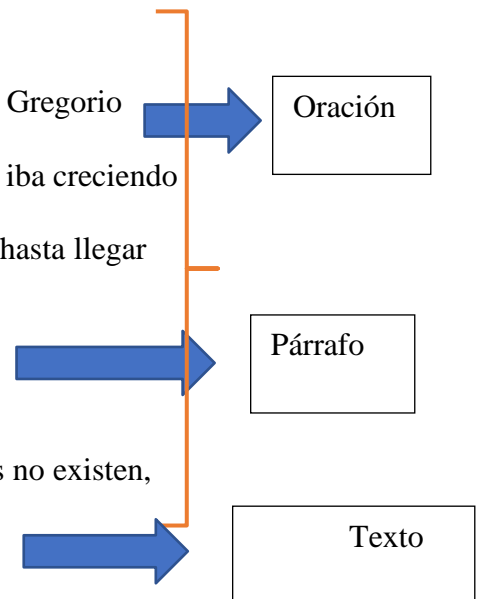 Gregorio
Oración
iba creciendo
hasta llegar
Párrafo
s no existen,
Texto